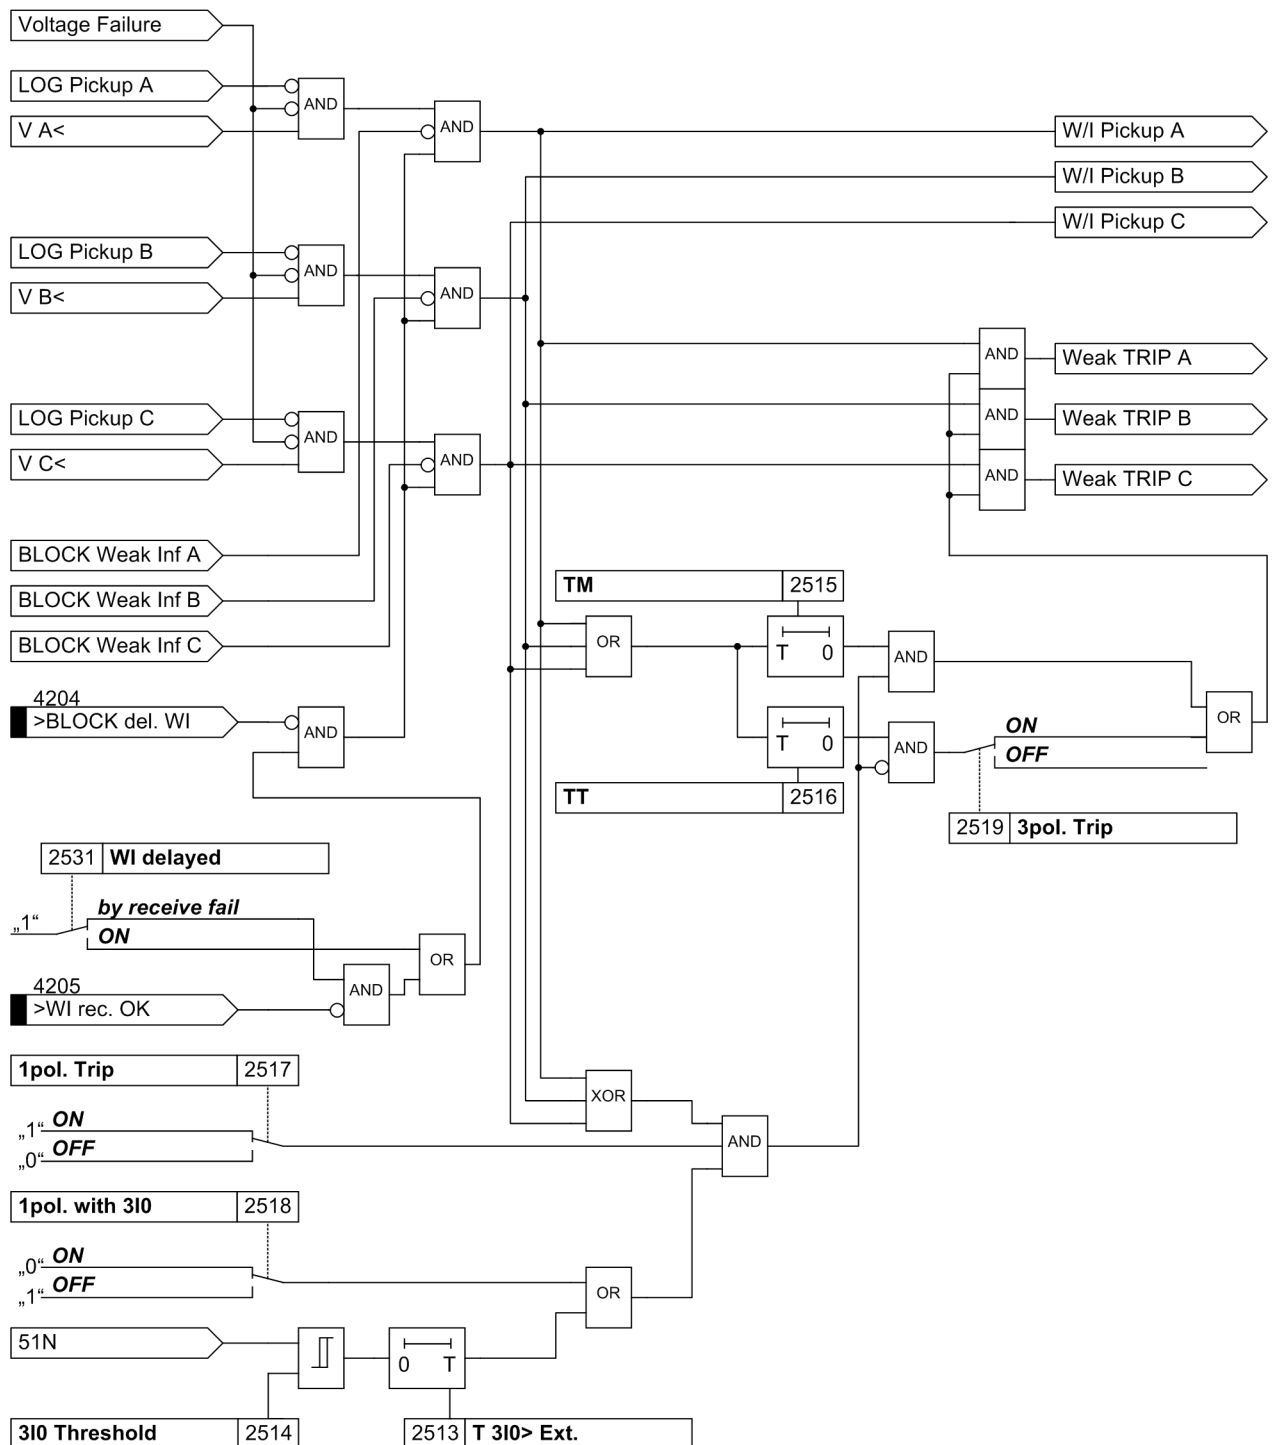 Voltage Failure
LOG Pickup A
AND
V A<
AND
W/I Pickup A
W/I Pickup B
W/I Pickup C
LOG Pickup B
AND
V B<
AND
AND
Weak TRIP A
AND
Weak TRIP B
LOG Pickup C
AND
V C<
AND
AND
Weak TRIP C
BLOCK Weak Inf A
BLOCK Weak Inf B
BLOCK Weak Inf C
TM 2515
OR
T 0
AND
4204
>BLOCK del. WI
AND
T 0
AND
ON
OFF
OR
TT 2516
2519 3pol. Trip
2531 WI delayed
„1“
by receive fail
ON
OR
4205
>WI rec. OK
AND
1pol. Trip 2517
XOR
„1“ ON
„0“ OFF
AND
1pol. with 3I0 2518
„0“ ON
„1“ OFF
OR
51N
0 T
3I0 Threshold 2514
2513 T 3I0> Ext.